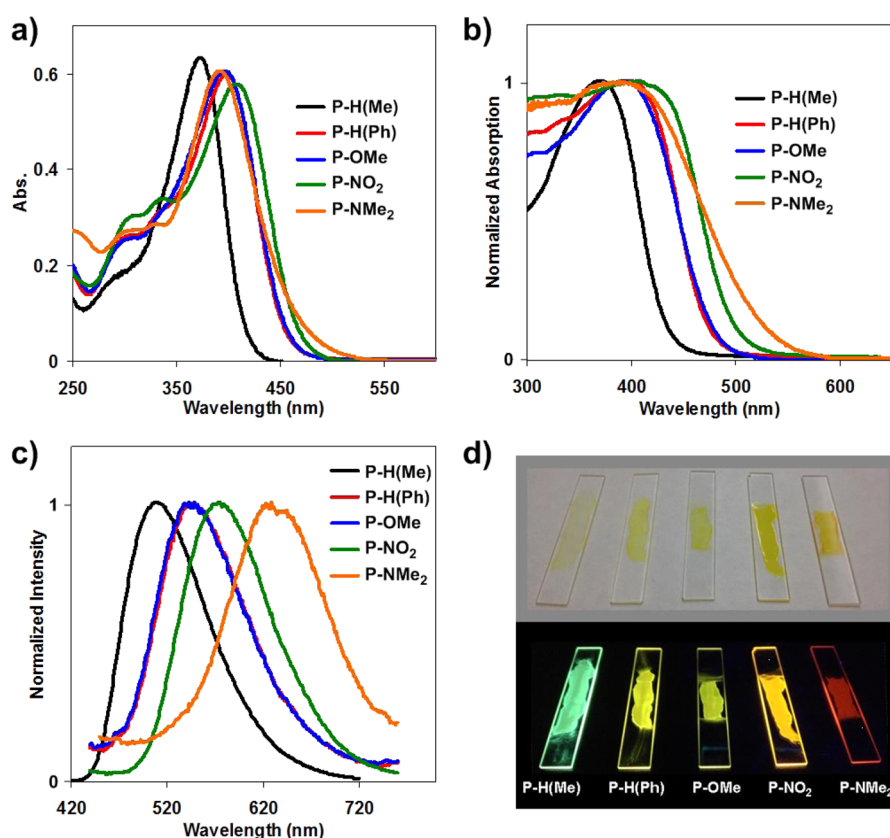 a)
0.6
0.4
0.2
0
Abs.
P-H(Me)
P-H(Ph)
P-OMe
P-NO₂
P-NMe₂
250 350 450 550
Wavelength (nm)
b)
1
0
Normalized Absorption
P-H(Me)
P-H(Ph)
P-OMe
P-NO₂
P-NMe₂
300 400 500 600
Wavelength (nm)
c)
1
0
Normalized Intensity
P-H(Me)
P-H(Ph)
P-OMe
P-NO₂
P-NMe₂
420 520 620 720
Wavelength (nm)
d)
P-H(Me) P-H(Ph) P-OMe P-NO₂ P-NMe₂